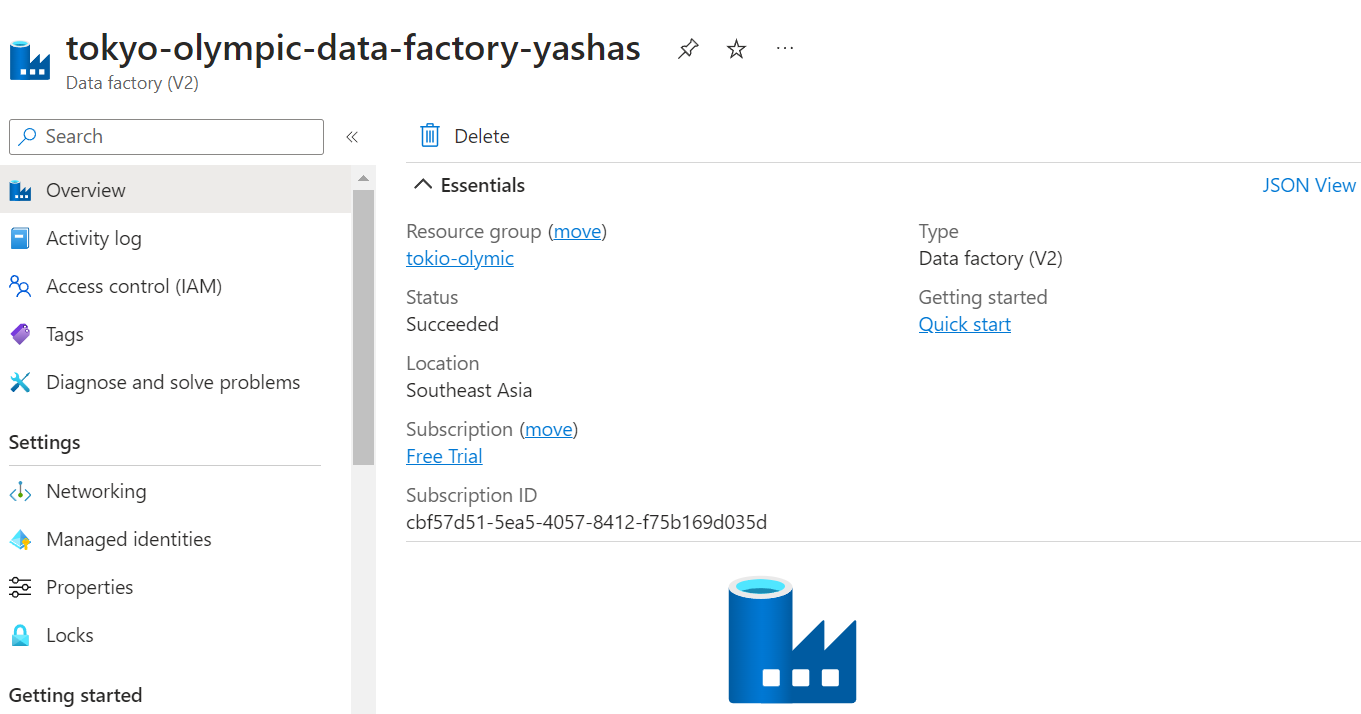 tokyo-olympic-data-factory-yashas
Data factory (V2)
Search
Overview
Activity log
Access control (IAM)
Tags
Diagnose and solve problems
Settings
Networking
Managed identities
Properties
Locks
Getting started
Delete
Essentials
JSON View
Resource group (move)
tokio-olymic
Status
Succeeded
Location
Southeast Asia
Subscription (move)
Free Trial
Subscription ID
cbf57d51-5ea5-4057-8412-f75b169d035d
Type
Data factory (V2)
Getting started
Quick start